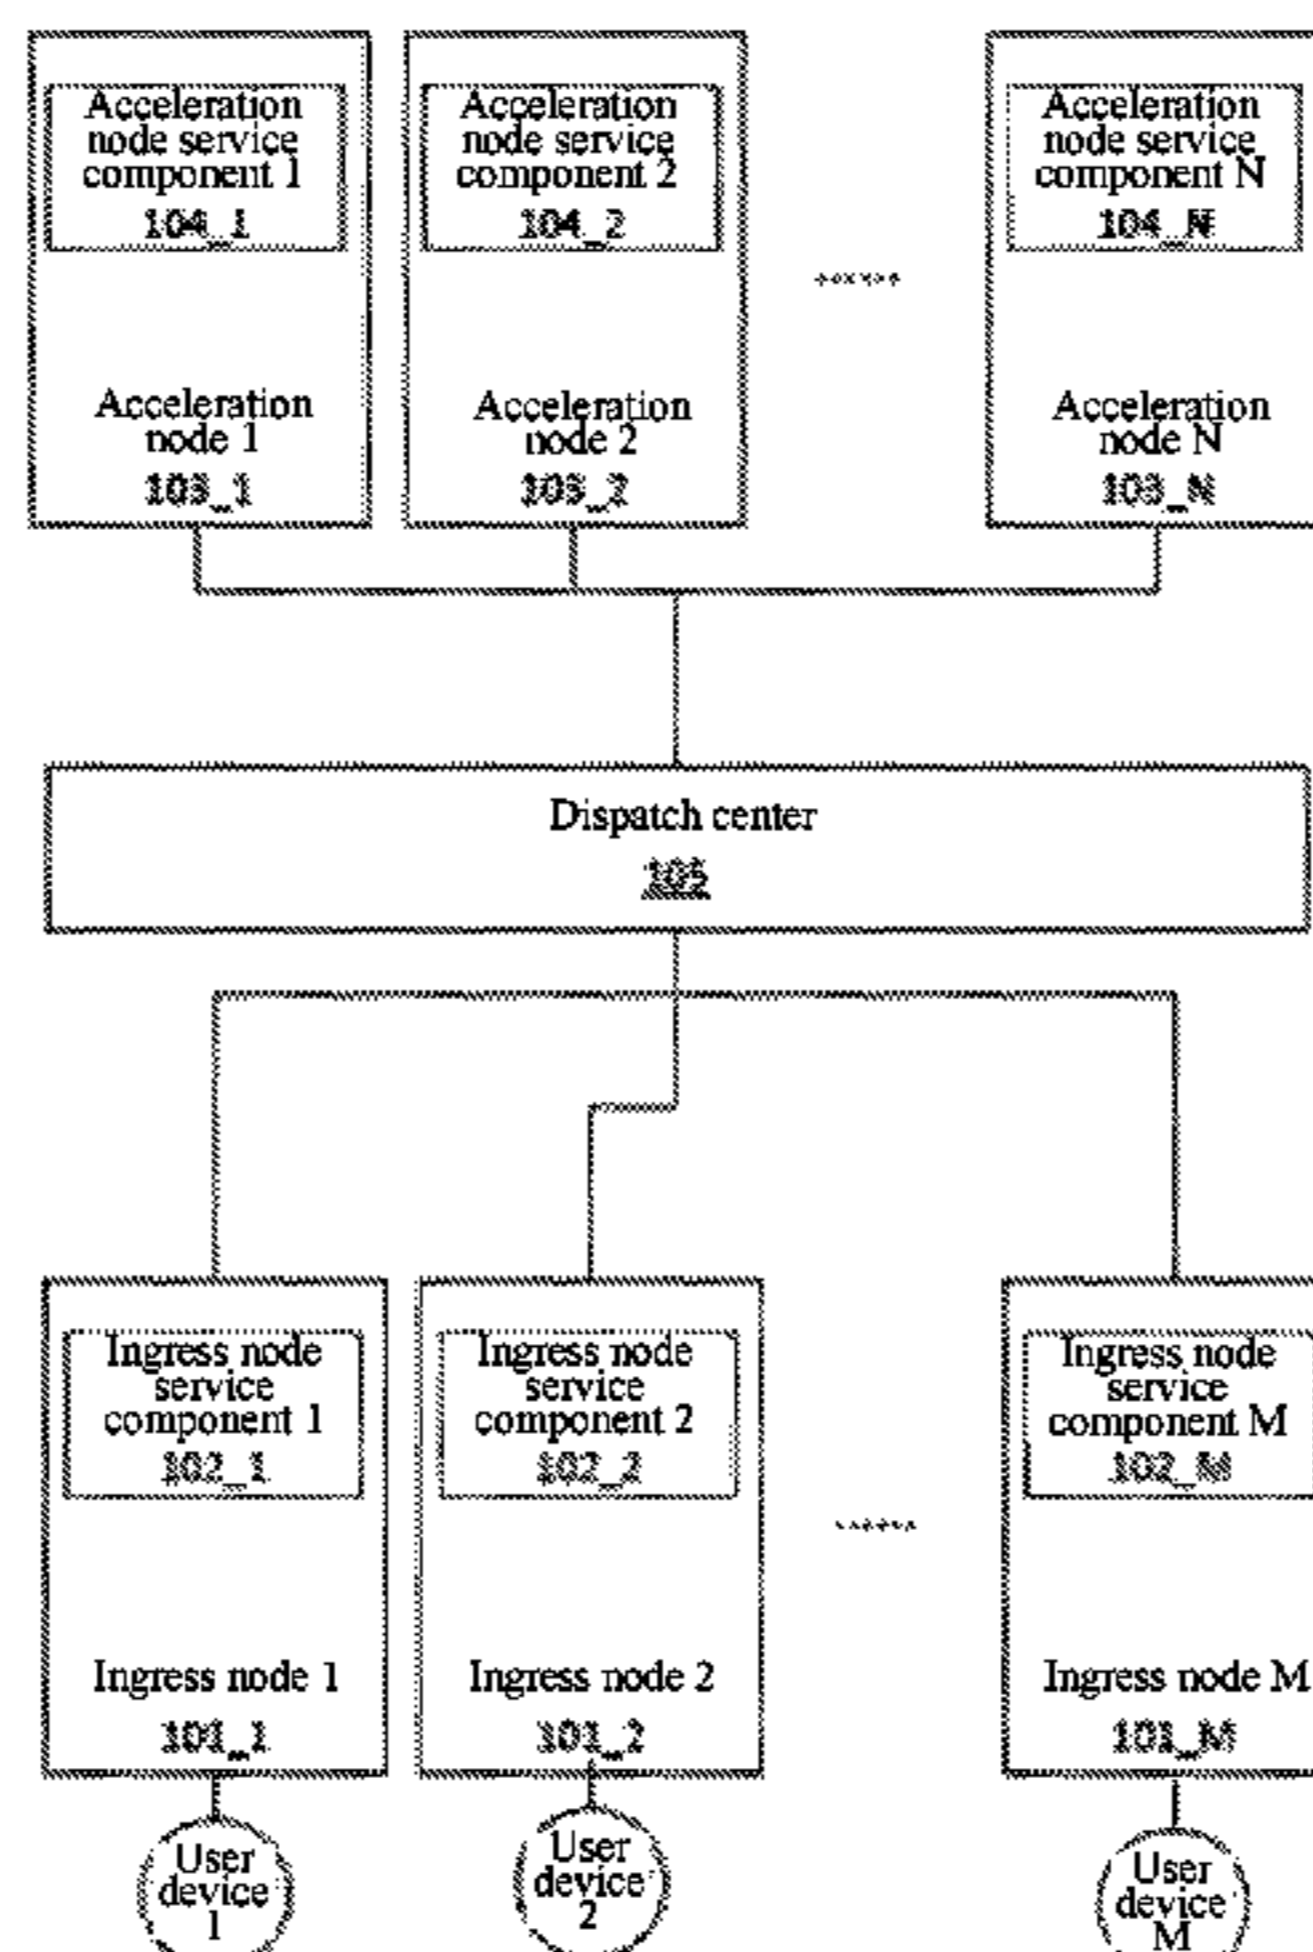 Acceleration
node service
component 1
104_1
Acceleration
node service
component 2
104_2
Acceleration
node service
component N
104_N
......
Acceleration
node 1
103_1
Acceleration
node 2
103_2
Acceleration
node N
103_N
Dispatch center
105
Ingress node
service
component 1
102_1
Ingress node
service
component 2
102_2
Ingress node
service
component M
102_M
......
Ingress node 1
101_1
Ingress node 2
101_2
Ingress node M
101_M
User
device
1
User
device
2
User
device
M